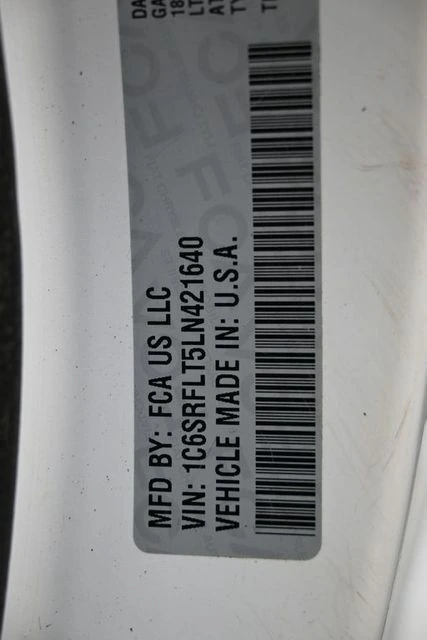 MFD BY: FCA US LLC
VIN: 1C6SRFLT5LN421640
VEHICLE MADE IN: U.S.A.